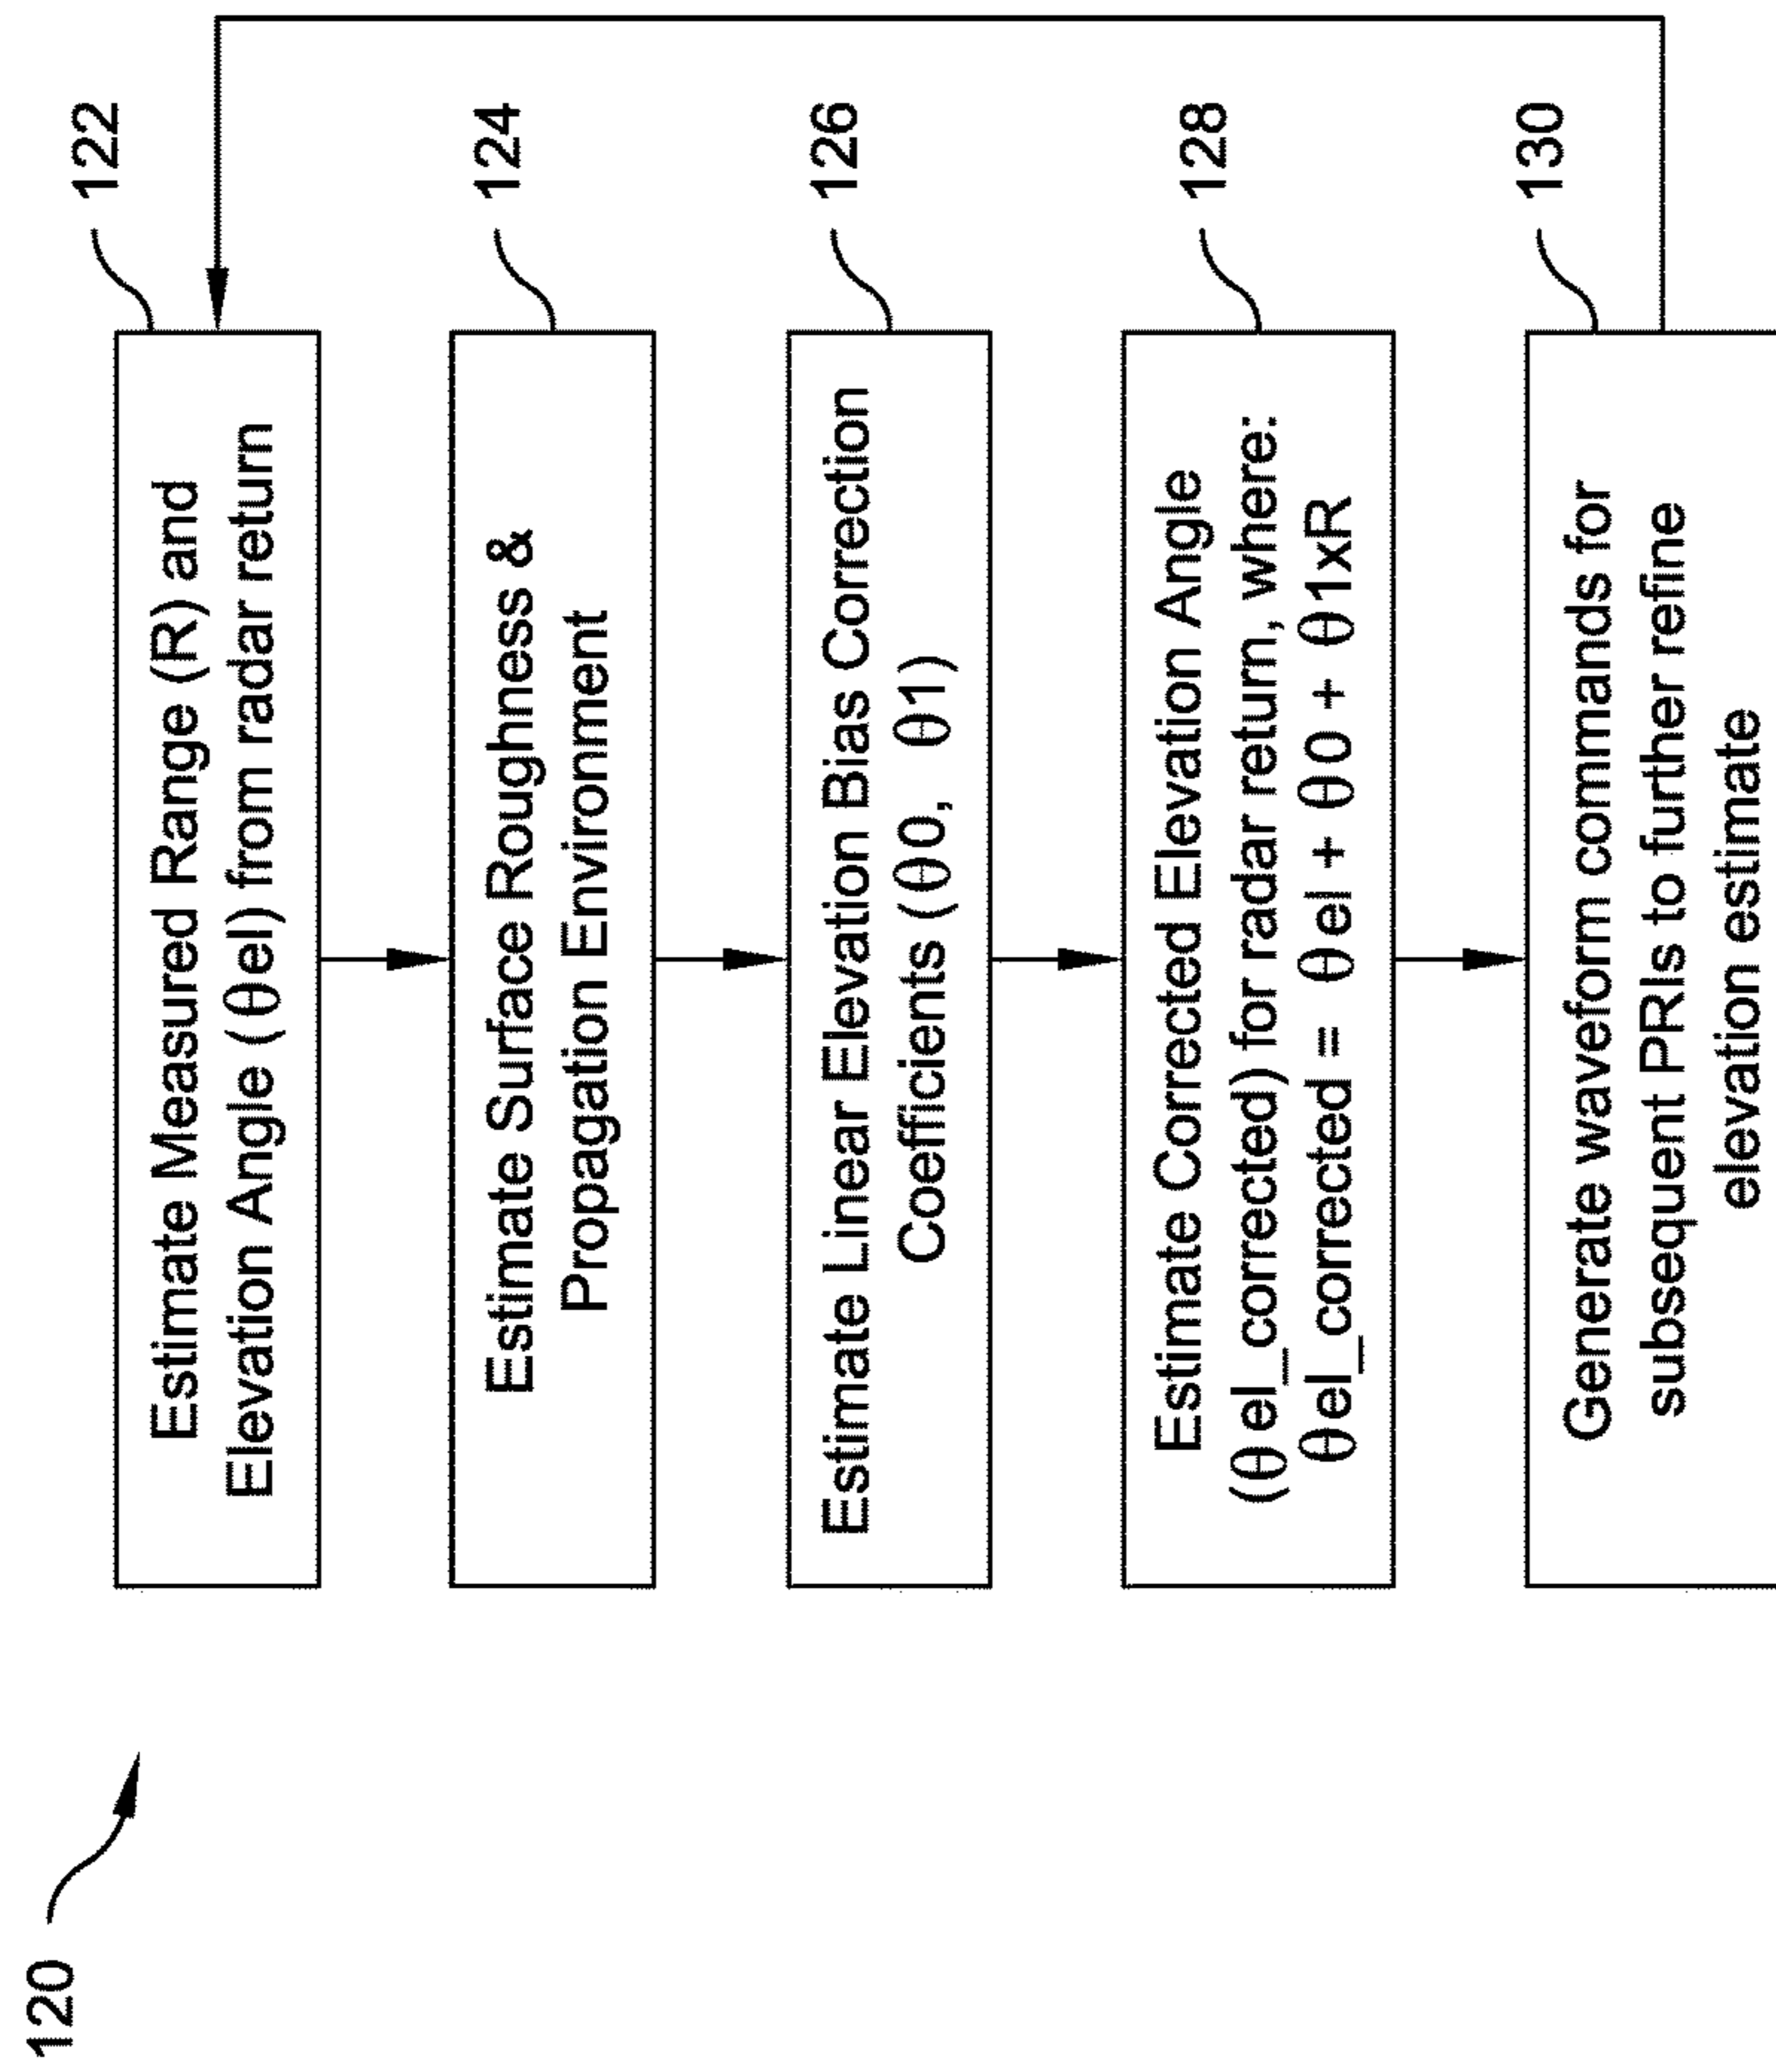 120
122
Estimate Measured Range (R) and
Elevation Angle (θel) from radar return
124
Estimate Surface Roughness &
Propagation Environment
126
Estimate Linear Elevation Bias Correction
Coefficients (θ0, θ1)
128
Estimate Corrected Elevation Angle
(θel_corrected) for radar return, where:
θel_corrected = θel + θ0 + θ1xR
130
Generate waveform commands for
subsequent PRIs to further refine
elevation estimate